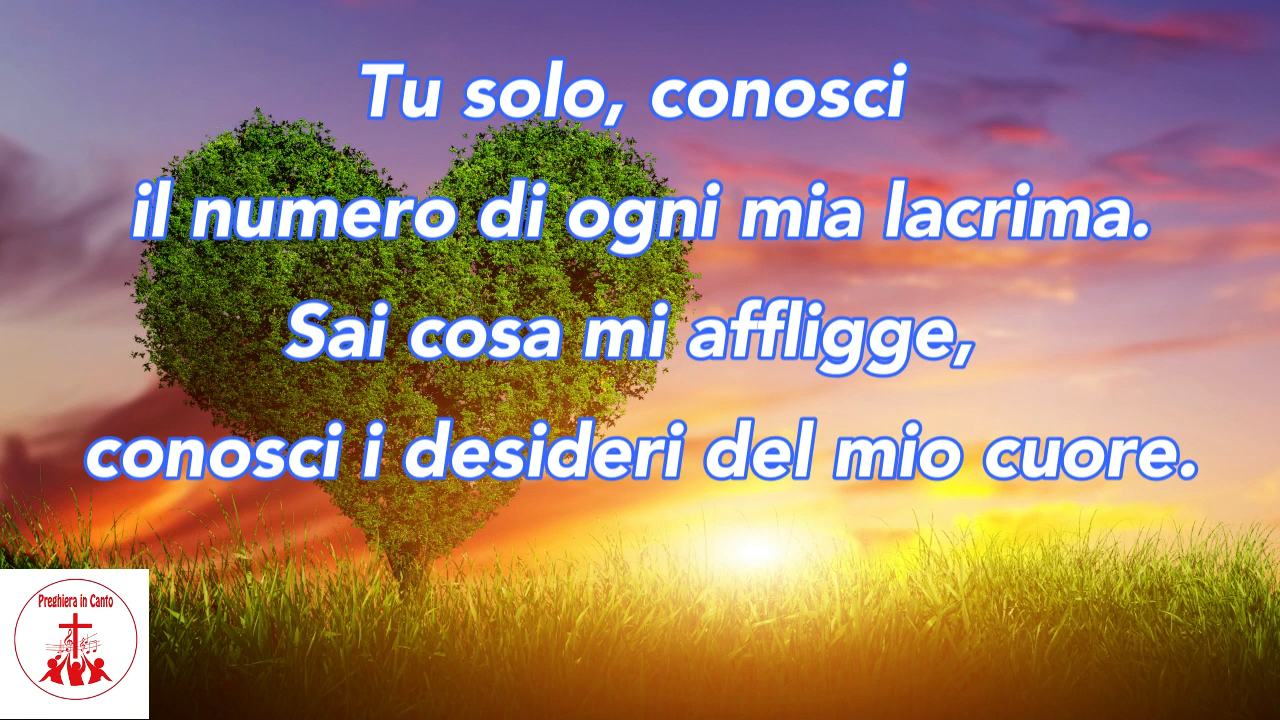 Tu solo, conosci
il numero di ogni mia lacrima.
Sai cosa mi affligge,
conosci i desideri del mio cuore.
Preghiera in Canto